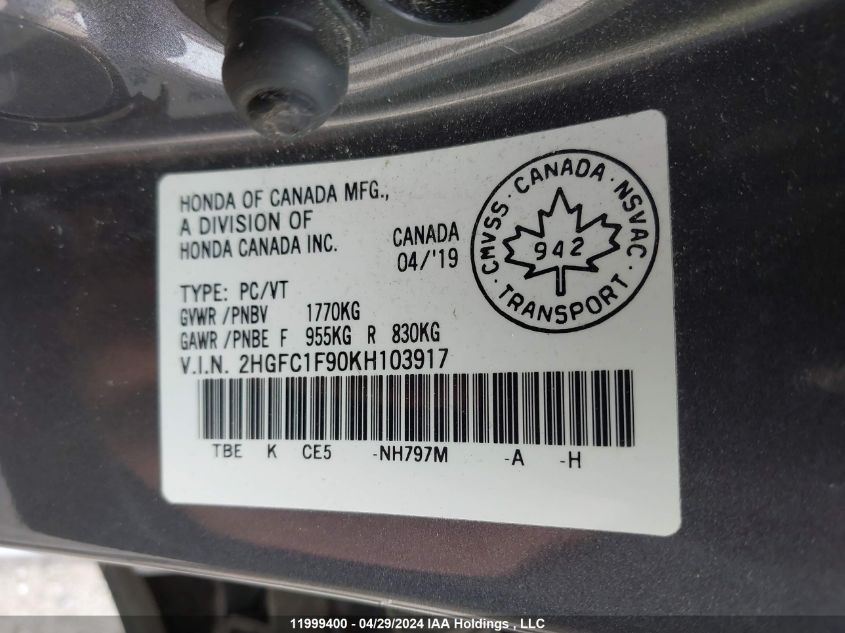 HONDA OF CANADA MFG.,
A DIVISION OF
HONDA CANADA INC.
CANADA
04/'19
CMVSS · CANADA · NSVAC
942
· TRANSPORT ·
TYPE: PC/VT
GVWR /PNBV 1770KG
GAWR /PNBE F 955KG R 830KG
V.I.N. 2HGFC1F90KH103917
TBE K CE5 -NH797M -A -H
11999400 - 04/29/2024 IAA Holdings, LLC